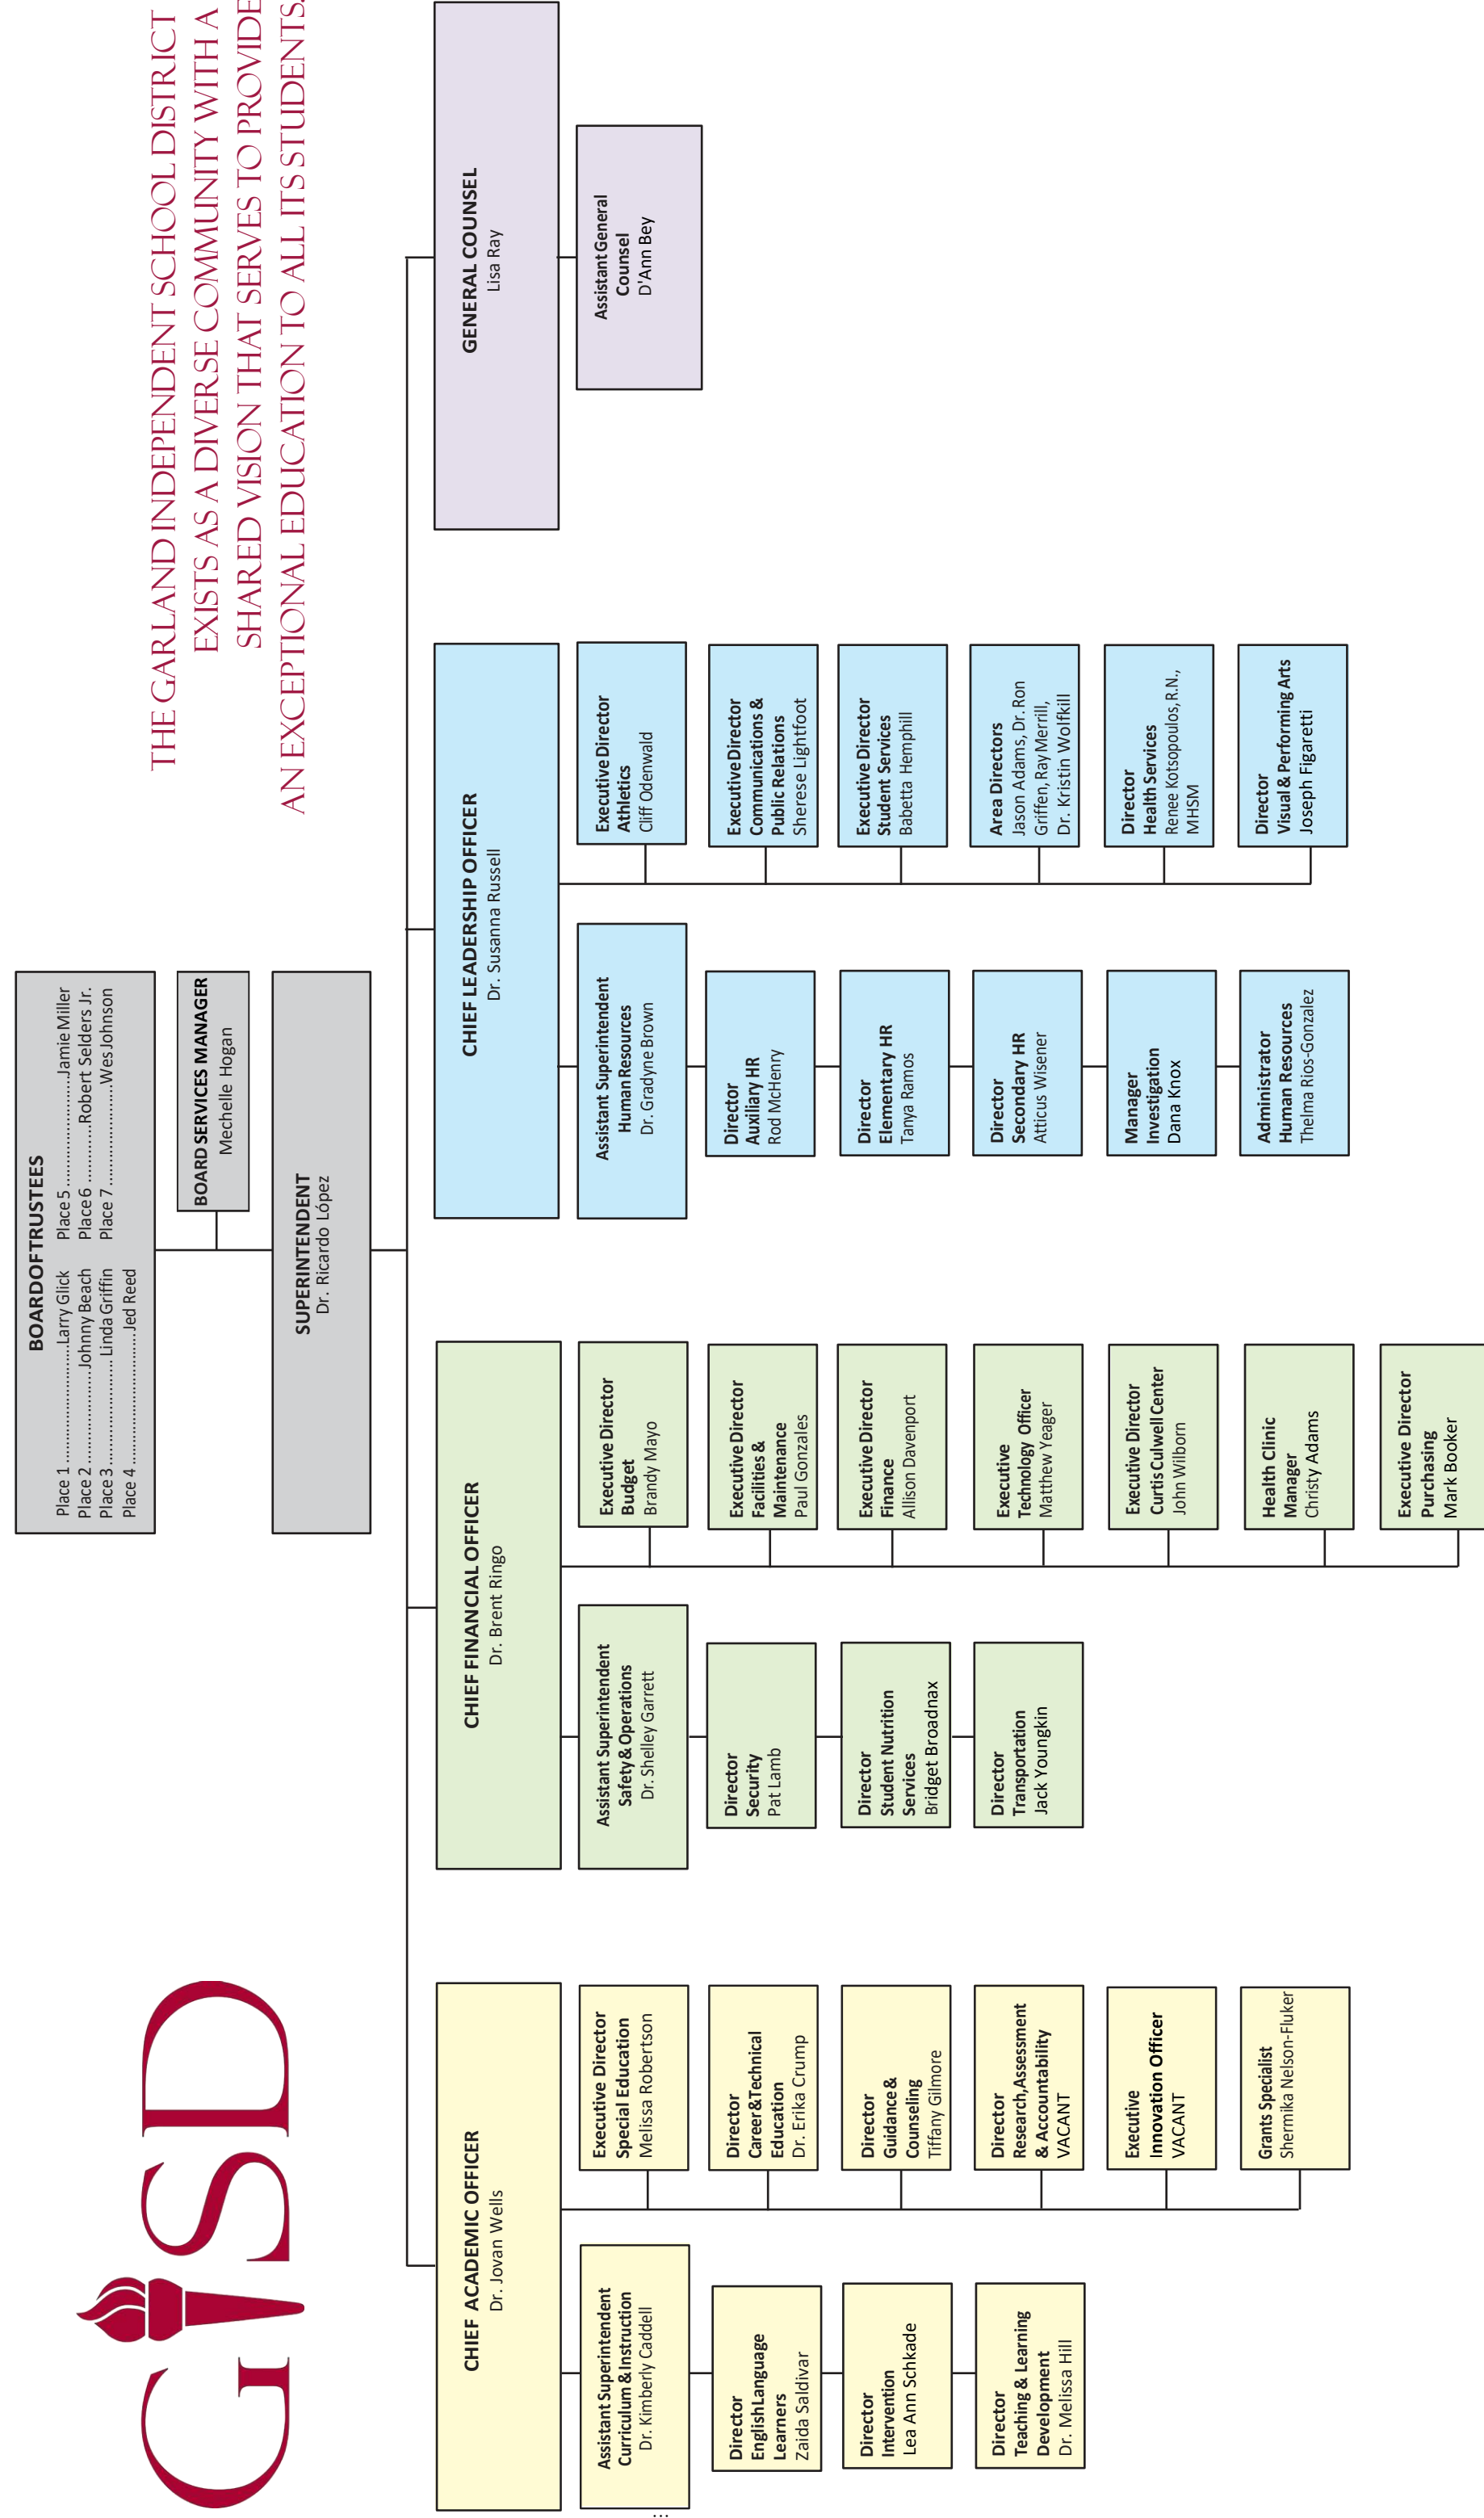 GISD
THE GARLAND INDEPENDENT SCHOOL DISTRICT
EXISTS AS A DIVERSE COMMUNITY WITH A
SHARED VISION THAT SERVES TO PROVIDE
AN EXCEPTIONAL EDUCATION TO ALL ITS STUDENTS.
BOARDOFTRUSTEES
Place 1 ........................Larry Glick
Place 2 ....................Johnny Beach
Place 3 ......................Linda Griffin
Place 4 ............................Jed Reed
Place 5 ......................Jamie Miller
Place 6 ............Robert Selders Jr.
Place 7 .....................Wes Johnson
BOARD SERVICES MANAGER
Mechelle Hogan
SUPERINTENDENT
Dr. Ricardo López
CHIEF ACADEMIC OFFICER
Dr. Jovan Wells
Assistant Superintendent
Curriculum & Instruction
Dr. Kimberly Caddell
Director
EnglishLanguage
Learners
Zaida Saldivar
Director
Intervention
Lea Ann Schkade
Director
Teaching & Learning
Development
Dr. Melissa Hill
Executive Director
Special Education
Melissa Robertson
Director
Career&Technical
Education
Dr. Erika Crump
Director
Guidance &
Counseling
Tiffany Gilmore
Director
Research,Assessment
& Accountability
VACANT
Executive
Innovation Officer
VACANT
Grants Specialist
Shermika Nelson-Fluker
CHIEF FINANCIAL OFFICER
Dr. Brent Ringo
Assistant Superintendent
Safety & Operations
Dr. Shelley Garrett
Director
Security
Pat Lamb
Director
Student Nutrition
Services
Bridget Broadnax
Director
Transportation
Jack Youngkin
Executive Director
Budget
Brandy Mayo
Executive Director
Facilities &
Maintenance
Paul Gonzales
Executive Director
Finance
Allison Davenport
Executive
Technology Officer
Matthew Yeager
Executive Director
Curtis Culwell Center
John Wilborn
Health Clinic
Manager
Christy Adams
Executive Director
Purchasing
Mark Booker
CHIEF LEADERSHIP OFFICER
Dr. Susanna Russell
Assistant Superintendent
Human Resources
Dr. Gradyne Brown
Director
Auxiliary HR
Rod McHenry
Director
Elementary HR
Tanya Ramos
Director
Secondary HR
Atticus Wisener
Manager
Investigation
Dana Knox
Administrator
Human Resources
Thelma Rios-Gonzalez
Executive Director
Athletics
Cliff Odenwald
Executive Director
Communications &
Public Relations
Sherese Lightfoot
Executive Director
Student Services
Babetta Hemphill
Area Directors
Jason Adams, Dr. Ron
Griffen, Ray Merrill,
Dr. Kristin Wolfkill
Director
Health Services
Renee Kotsopoulos, R.N.,
MHSM
Director
Visual & Performing Arts
Joseph Figaretti
GENERAL COUNSEL
Lisa Ray
Assistant General
Counsel
D'Ann Bey